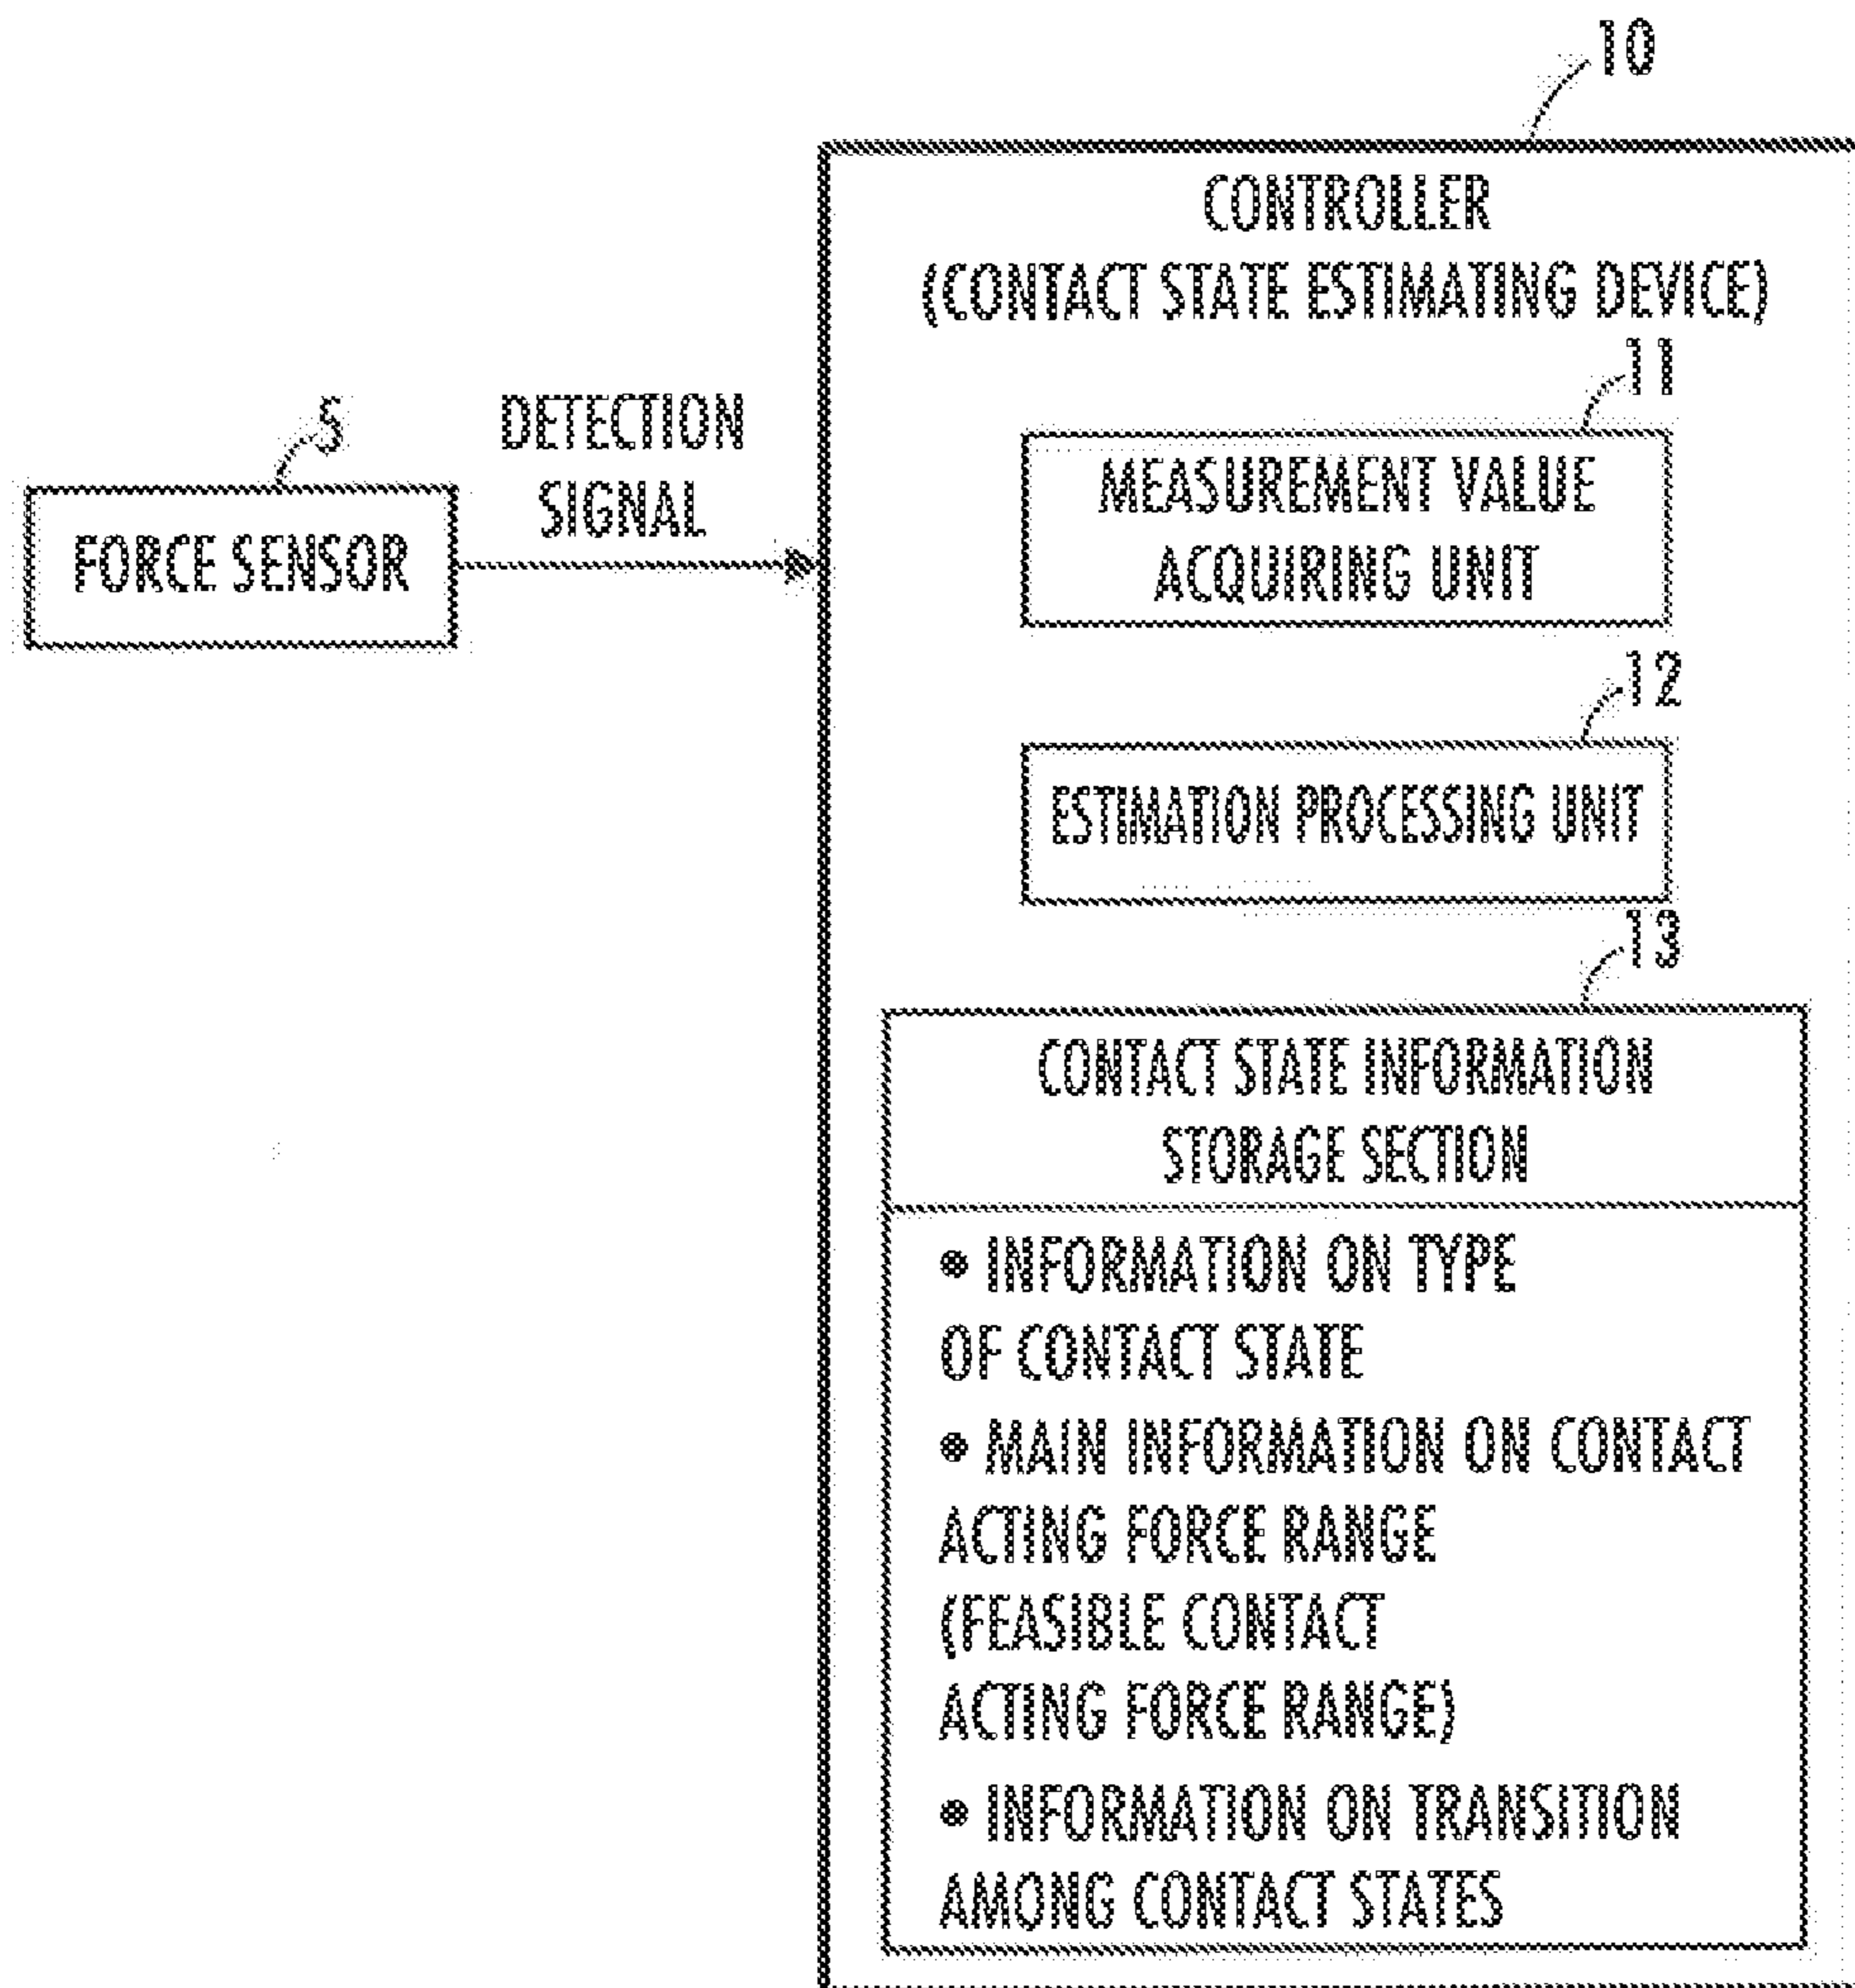 10
CONTROLLER
(CONTACT STATE ESTIMATING DEVICE)
5
DETECTION
SIGNAL
FORCE SENSOR
11
MEASUREMENT VALUE
ACQUIRING UNIT
12
ESTIMATION PROCESSING UNIT
13
CONTACT STATE INFORMATION
STORAGE SECTION
• INFORMATION ON TYPE
OF CONTACT STATE
• MAIN INFORMATION ON CONTACT
ACTING FORCE RANGE
(FEASIBLE CONTACT
ACTING FORCE RANGE)
• INFORMATION ON TRANSITION
AMONG CONTACT STATES